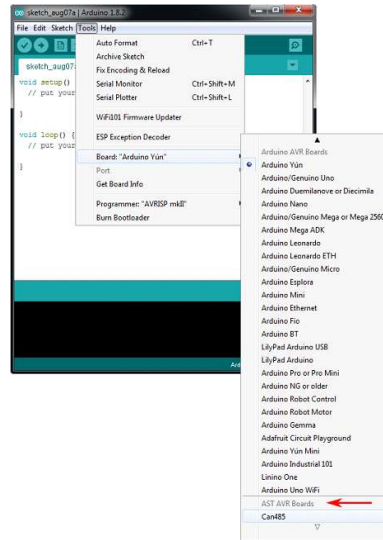 sketch_aug07a | Arduino 1.8.2
File Edit Sketch Tools Help
sketch_aug07
void setup()
// put your
}
void loop() {
// put your
}
Auto Format Ctrl+T
Archive Sketch
Fix Encoding & Reload
Serial Monitor Ctrl+Shift+M
Serial Plotter Ctrl+Shift+L
WiFi101 Firmware Updater
ESP Exception Decoder
Board: "Arduino Yún"
Port
Get Board Info
Programmer: "AVRISP mkII"
Burn Bootloader
Arduino AVR Boards
Arduino Yún
Arduino/Genuino Uno
Arduino Duemilanove or Diecimila
Arduino Nano
Arduino/Genuino Mega or Mega 2560
Arduino Mega ADK
Arduino Leonardo
Arduino Leonardo ETH
Arduino/Genuino Micro
Arduino Esplora
Arduino Mini
Arduino Ethernet
Arduino Fio
Arduino BT
LilyPad Arduino USB
LilyPad Arduino
Arduino Pro or Pro Mini
Arduino NG or older
Arduino Robot Control
Arduino Robot Motor
Arduino Gemma
Adafruit Circuit Playground
Arduino Yún Mini
Arduino Industrial 101
Linino One
Arduino Uno WiFi
AST AVR Boards
Can485